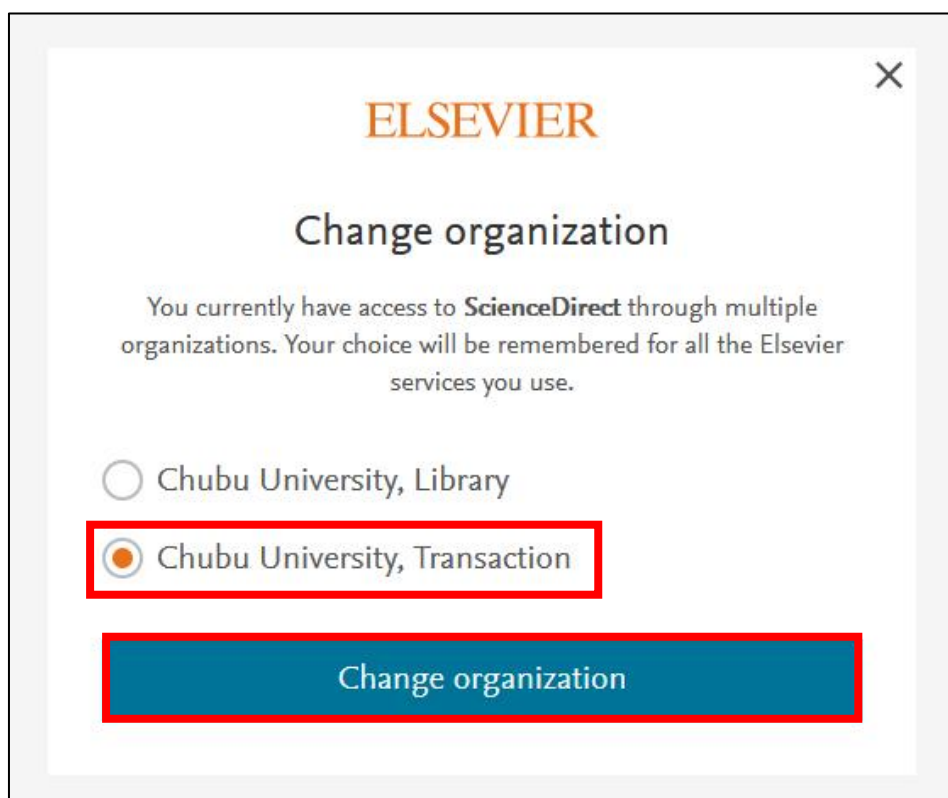 ELSEVIER
Change organization
You currently have access to ScienceDirect through multiple
organizations. Your choice will be remembered for all the Elsevier
services you use.
Chubu University, Library
Chubu University, Transaction
Change organization